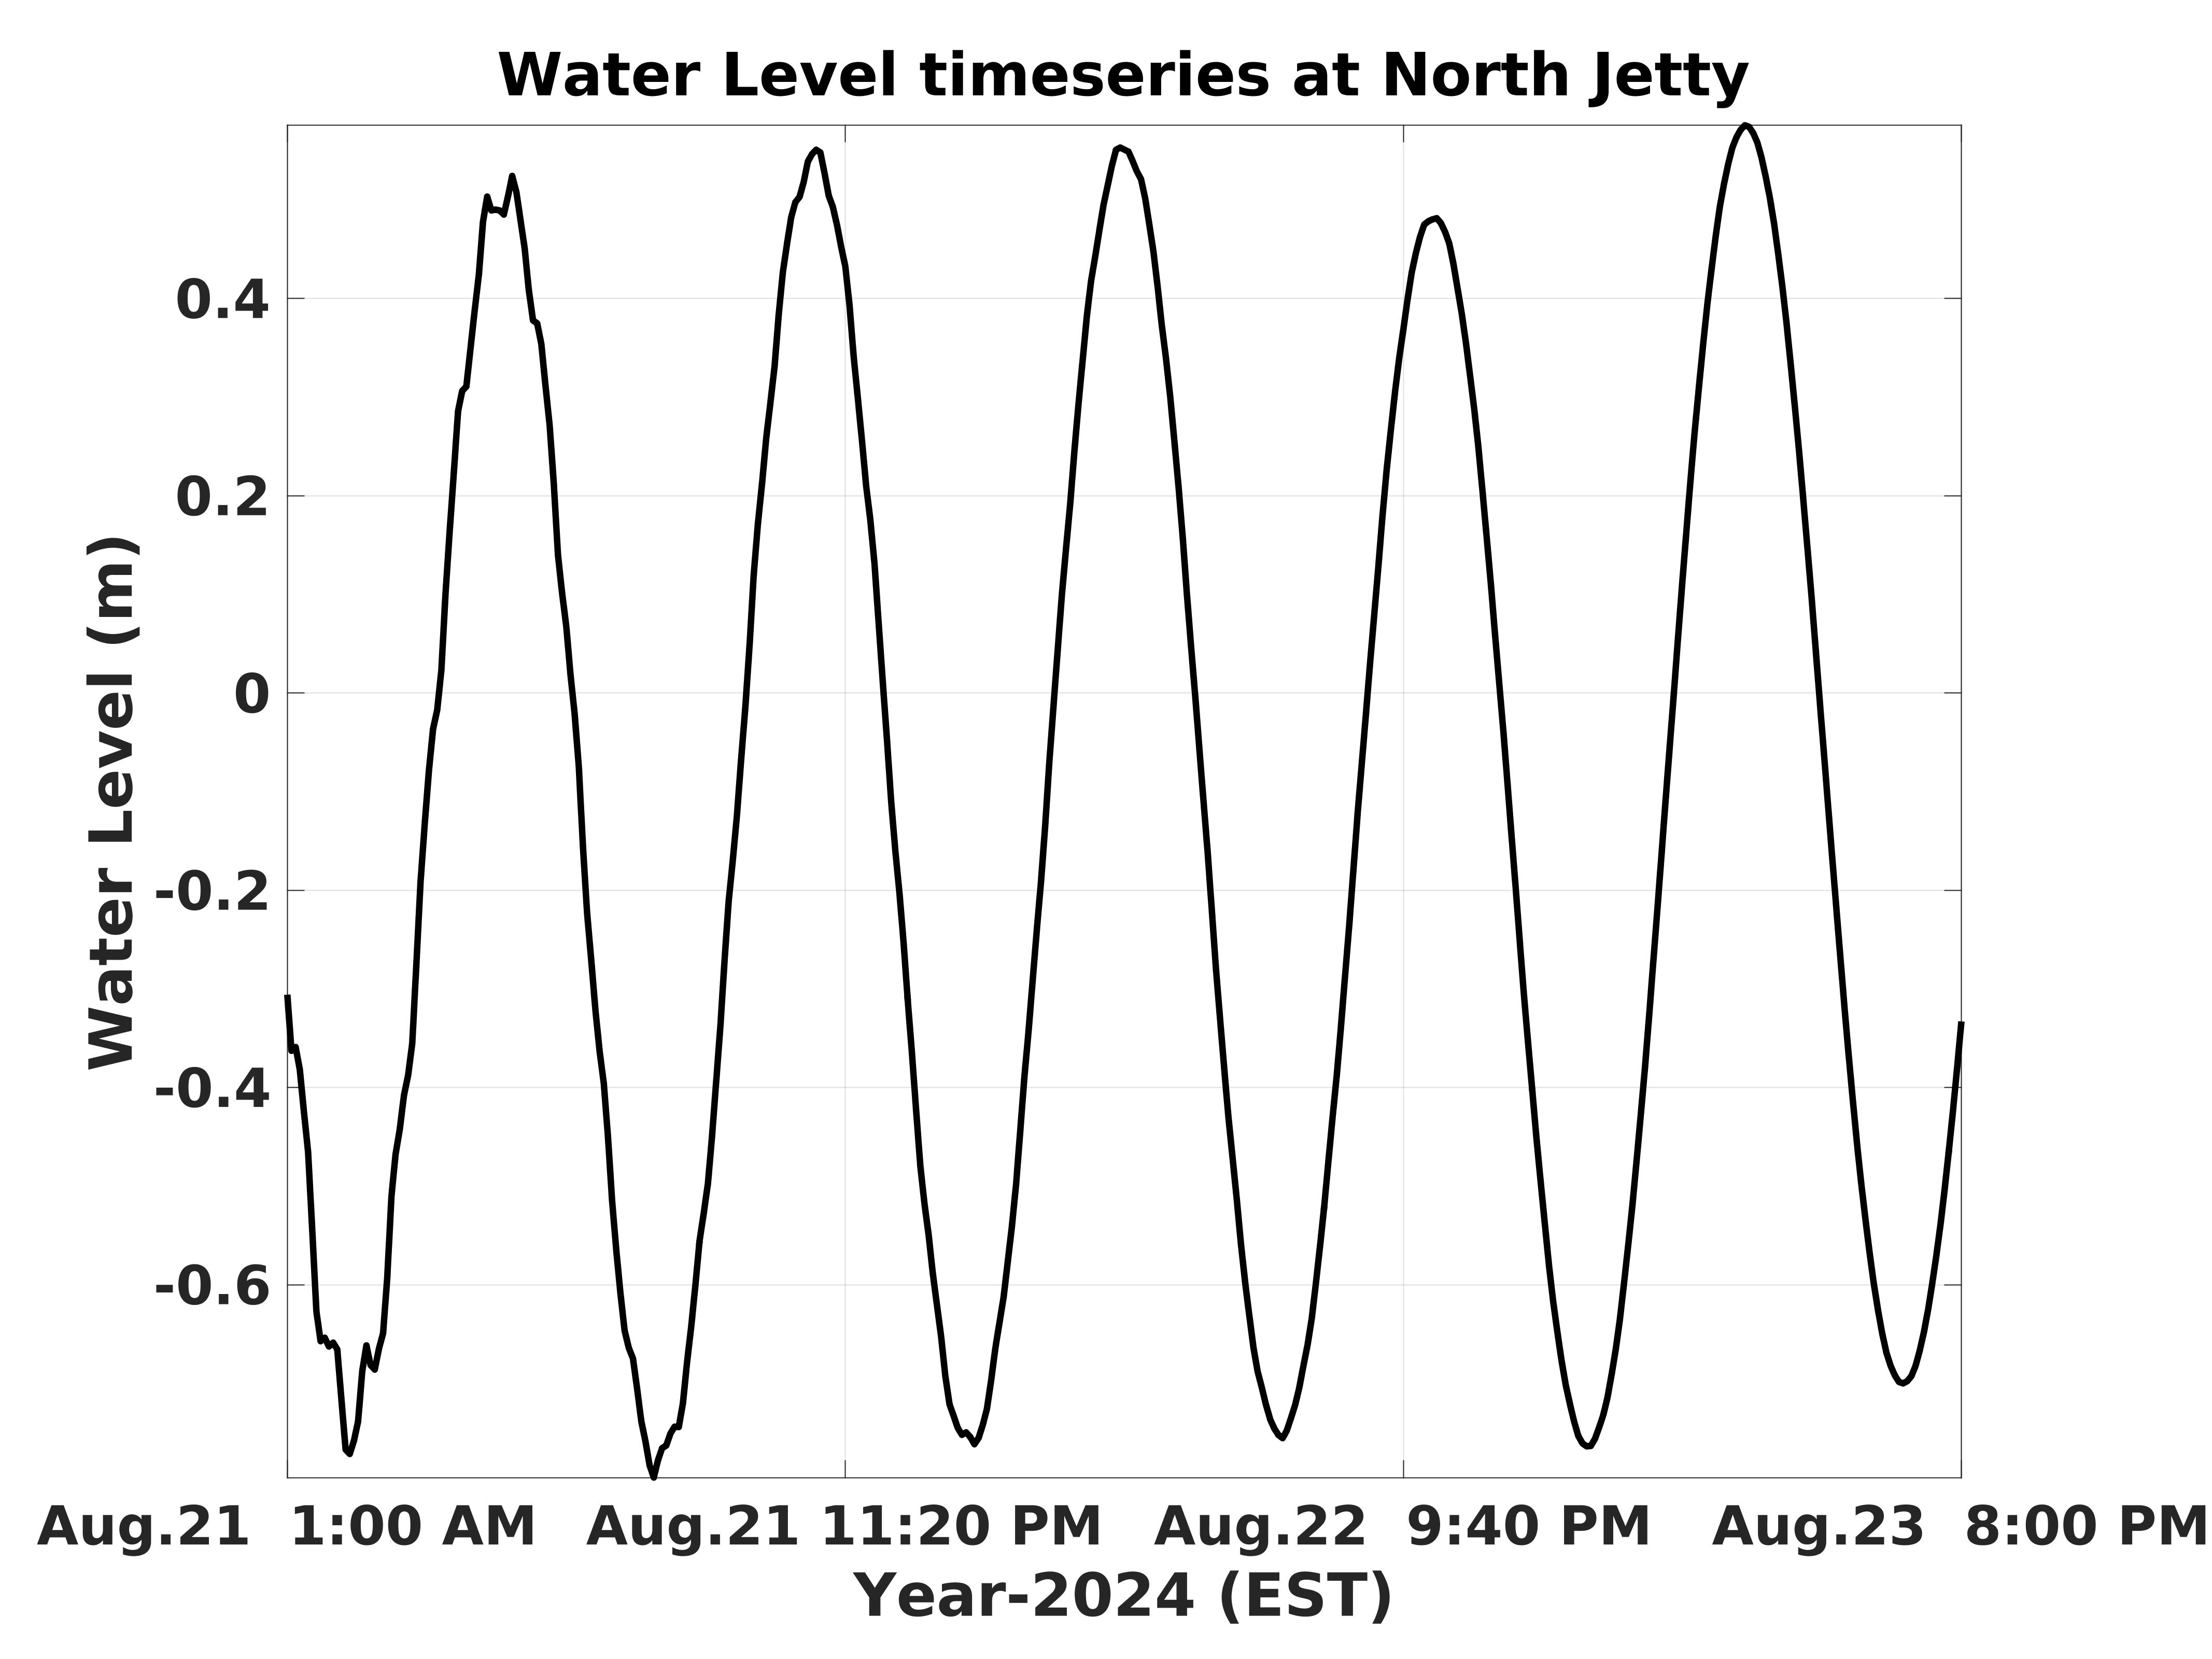 Water Level timeseries at North Jetty
Water Level (m)
0.4
0.2
0
-0.2
-0.4
-0.6
Aug.21  1:00 AM  Aug.21 11:20 PM  Aug.22  9:40 PM  Aug.23  8:00 PM
Year-2024 (EST)